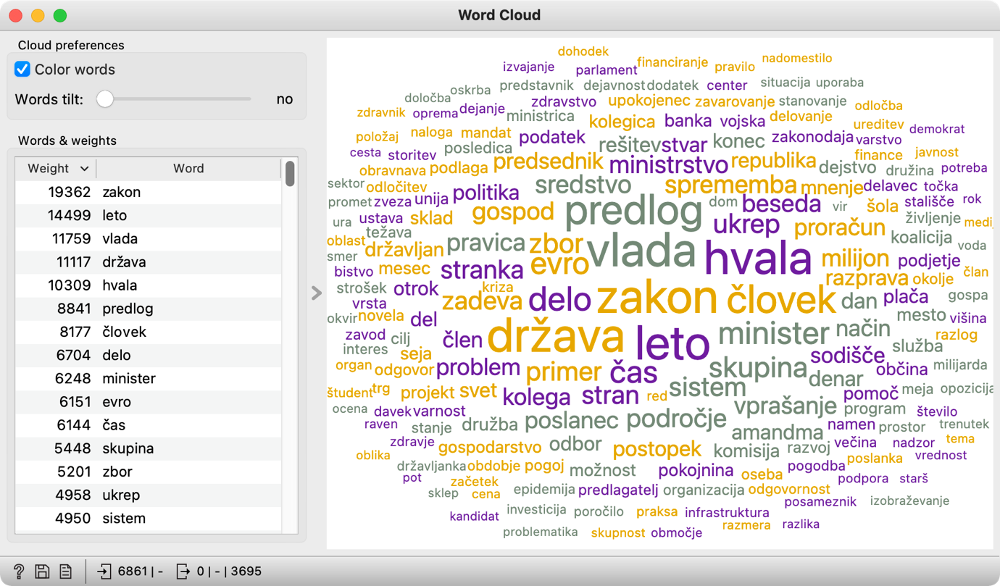 Word Cloud
Cloud preferences
Color words
Words tilt: no
Words & weights
Weight Word
19362 zakon
14499 leto
11759 vlada
11117 država
10309 hvala
8841 predlog
8177 človek
6704 delo
6248 minister
6151 evro
6144 čas
5448 skupina
5201 zbor
4958 ukrep
4950 sistem
dohodek
izvajanje parlament financiranje pravilo nadomestilo
oskrba predstavnik dejavnost dodatek center situacija uporaba
določba zdravstvo upokojenec zavarovanje stanovanje
zdravnik oprema dejanje ministrica kolegica banka vojska delovanje odločba
položaj naloga mandat podatek rešitev stvar konec zakonodaja ureditev demokrat
cesta storitev posledica varstvo
obravnava podlaga predsednik ministrstvo republika dejstvo finance javnost
družina potreba
sektor odločitev sredstvo sprememba mnenje delavec točka
promet zveza unija politika predlog dom beseda vir šola stališče rok
ura ustava sklad gospod ukrep proračun življenje medij
težava
oblast državljan pravica zbor vlada hvala koalicija voda
smer milijon podjetje
bistvo mesec stranka evro razprava okolje član
strošek otrok kriza zakon človek dan plača gospa
vrsta zadeva delo
okvir novela del država leto minister način mesto višina
zavod cilj člen razlog
interes seja služba
organ odgovor problem primer čas skupina sodišče občina milijarda
študent trg projekt svet kolega stran red sistem denar pomoč meja opozicija
ocena davek varnost vprašanje program število
raven stanje družba poslanec področje namen prostor trenutek
zdravje amandma večina nadzor tema
oblika gospodarstvo odbor postopek komisija razvoj poslanka vrednost
državljanka obdobje pogoj možnost pokojnina oseba pogodba
pot začetek podpora starš
sklep cena epidemija predlagatelj organizacija odgovornost
posameznik izobraževanje
kandidat investicija poročilo praksa infrastruktura
razmera razlika
problematika skupnost območje
6861 | - 0 | - | 3695